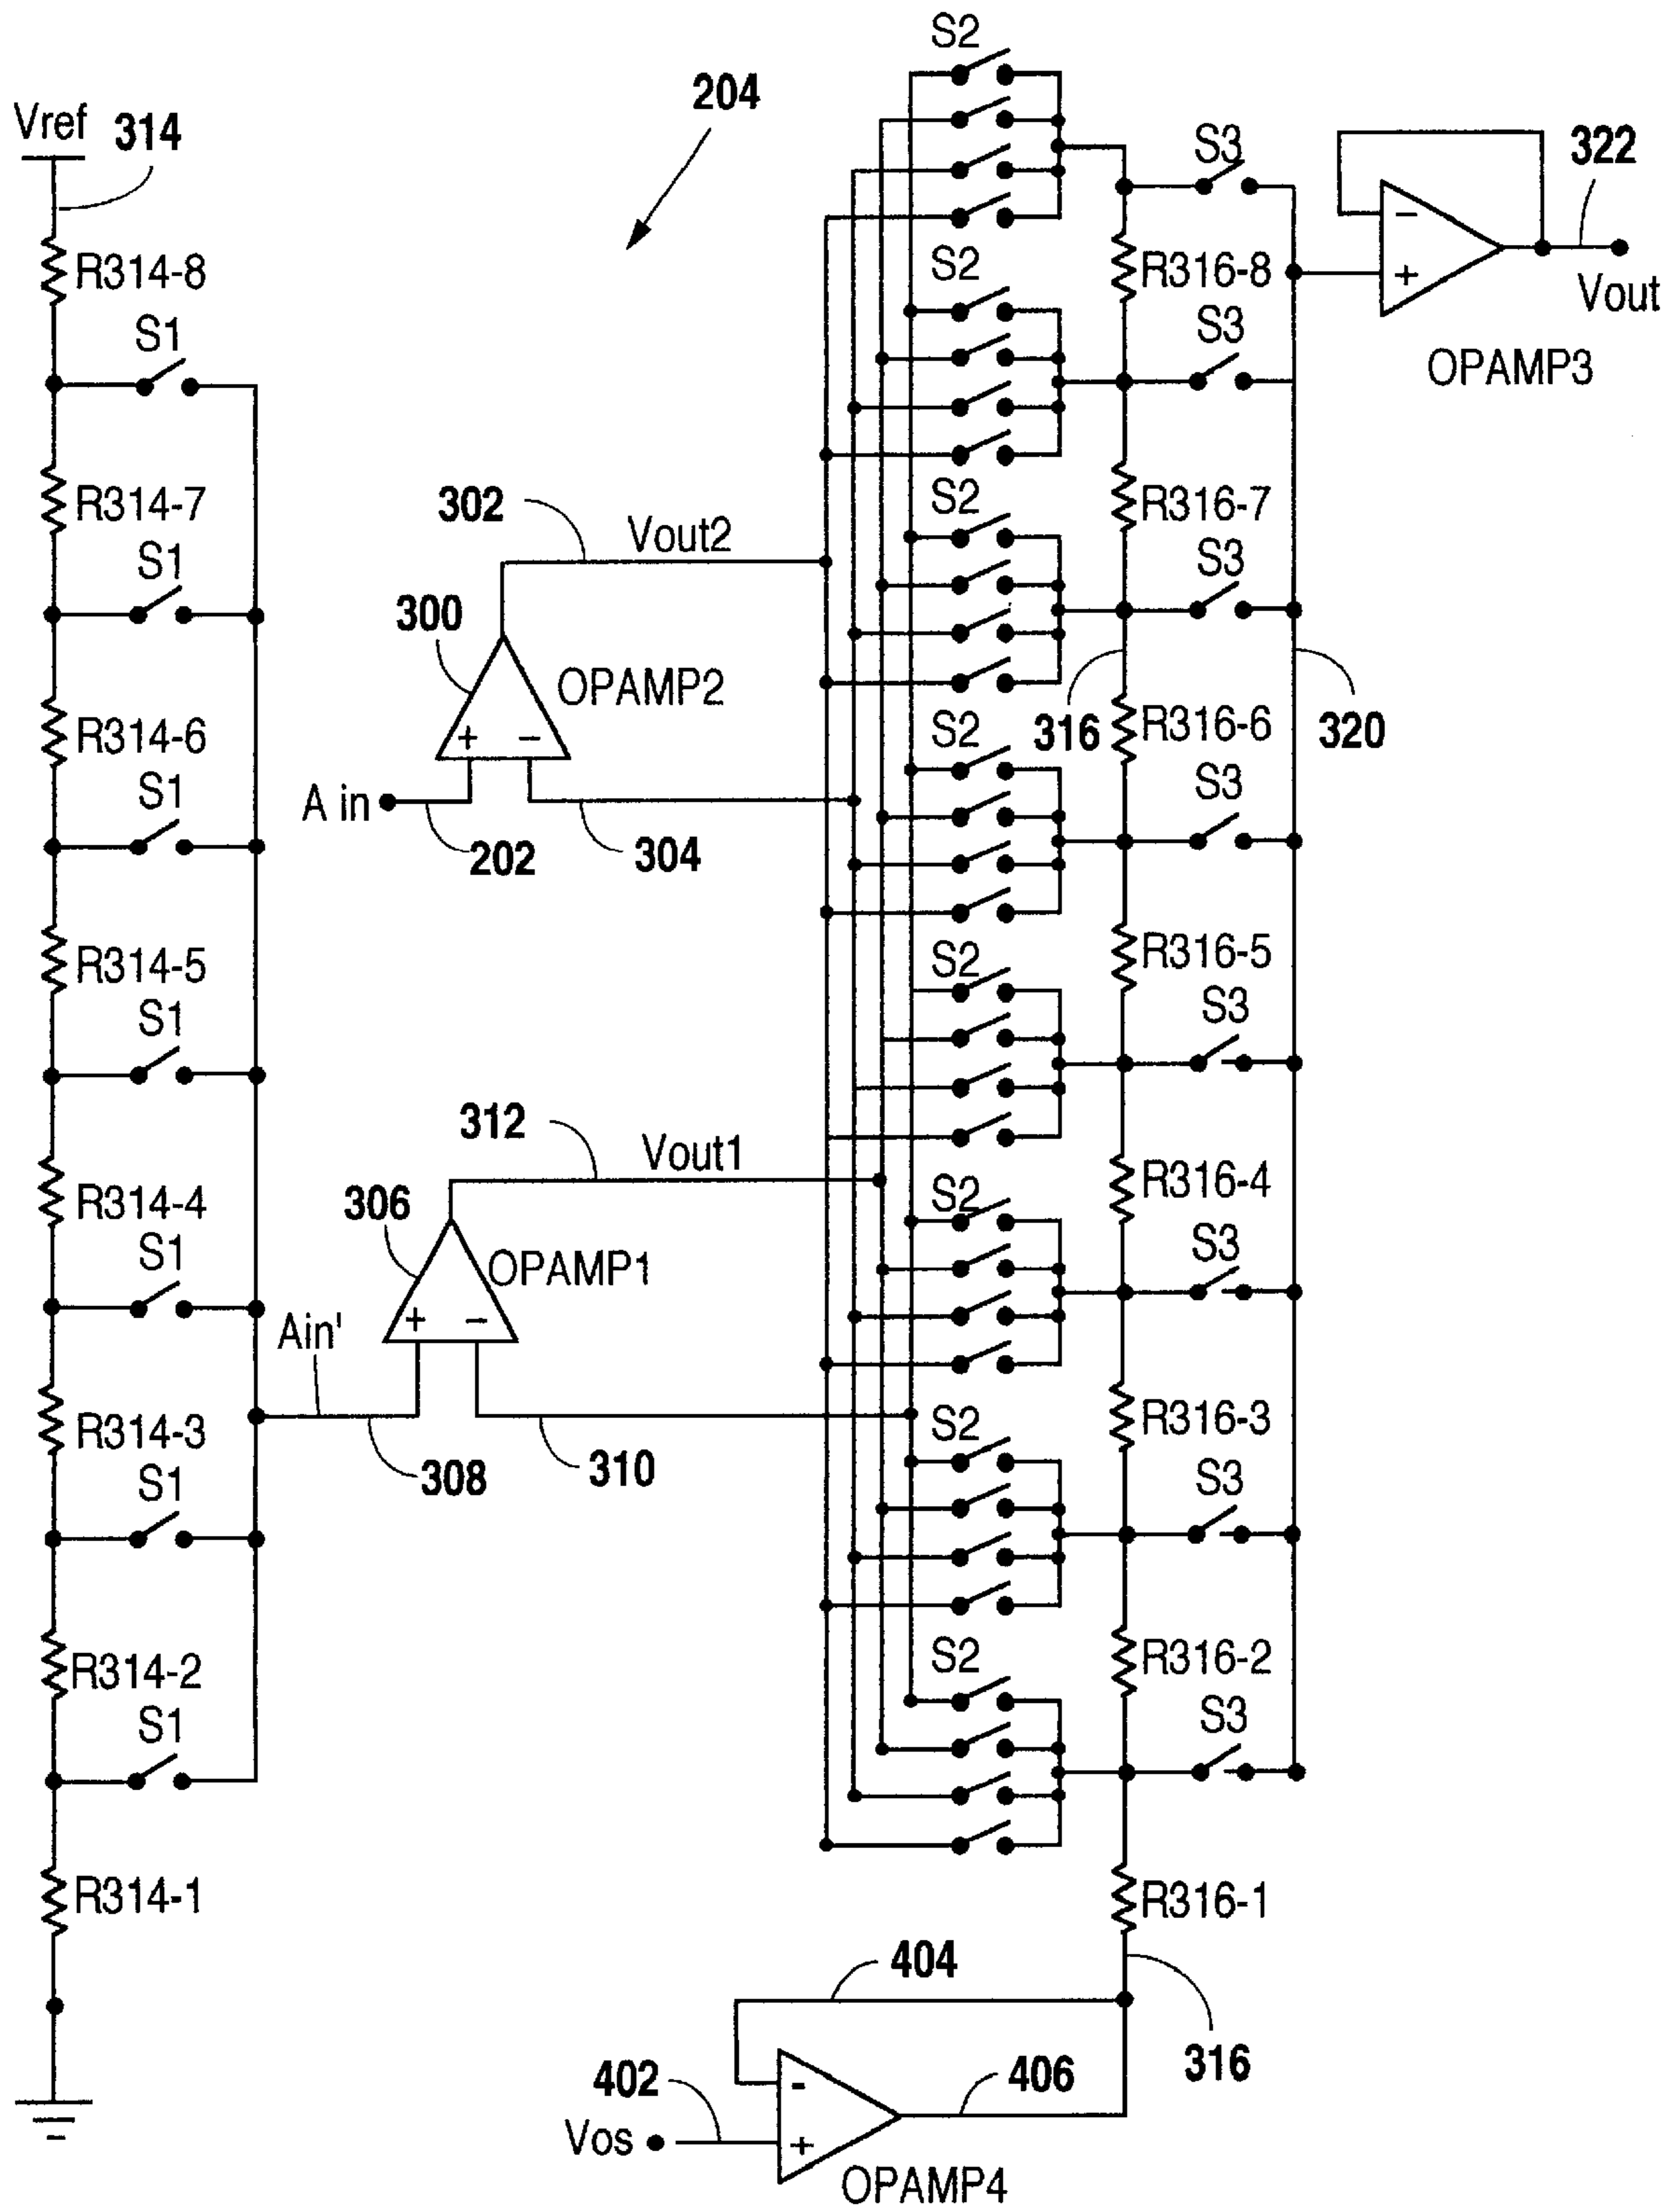 S2
204
Vref 314
S3
322
R314-8
S2
R316-8
Vout
S1
S3
OPAMP3
R314-7
302
Vout2
S2
R316-7
S1
S3
300
OPAMP2
R314-6
S2
316
R316-6
320
S1
A in
S3
202
304
R314-5
S2
R316-5
S1
S3
312
Vout1
R314-4
306
S2
R316-4
S1
OPAMP1
S3
Ain'
R314-3
S2
R316-3
S1
308
310
S3
R314-2
S2
R316-2
S1
S3
R314-1
R316-1
404
316
402
406
Vos
OPAMP4
+
-
+
-
+
-
+
-